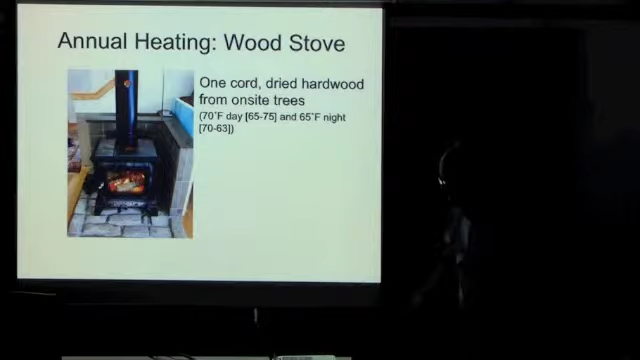 Annual Heating: Wood Stove
One cord, dried hardwood
from onsite trees
(70˚F day [65-75] and 65˚F night
[70-63])